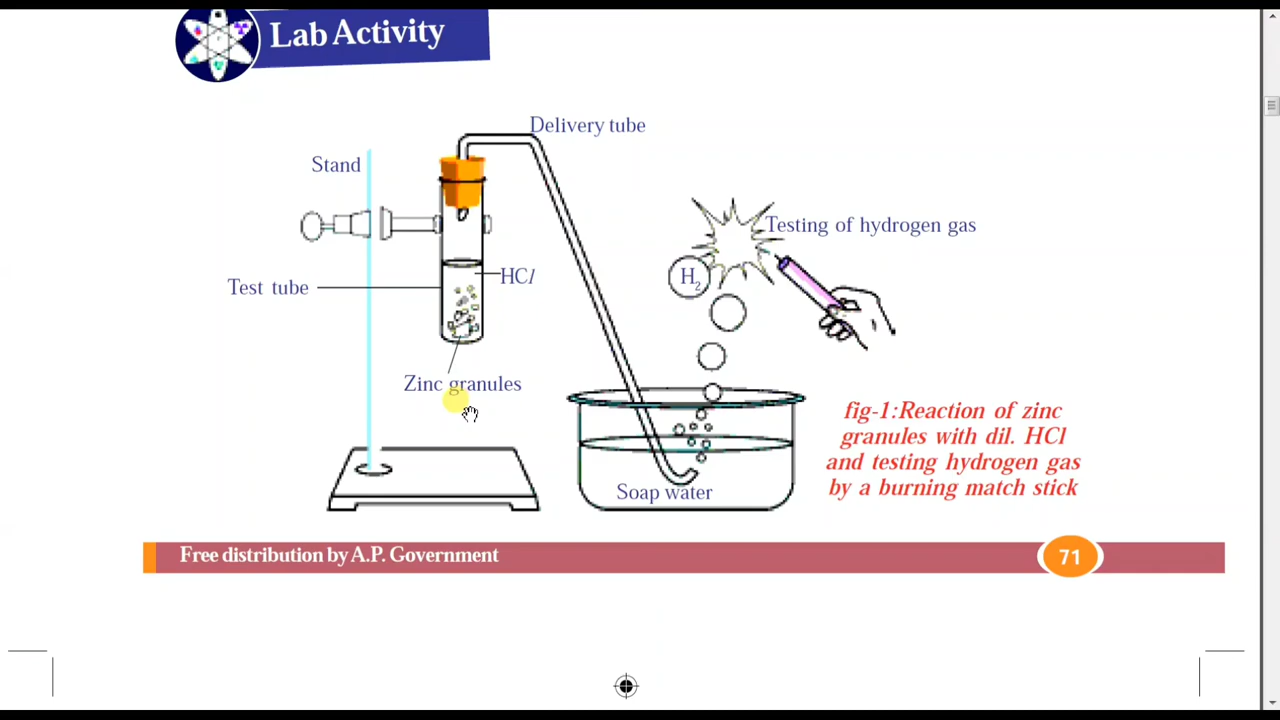 Lab Activity
Delivery tube
Stand
Testing of hydrogen gas
HCl
H2
Test tube
Zinc granules
fig-1:Reaction of zinc
granules with dil. HCl
and testing hydrogen gas
by a burning match stick
Soap water
Free distribution by A.P. Government
71